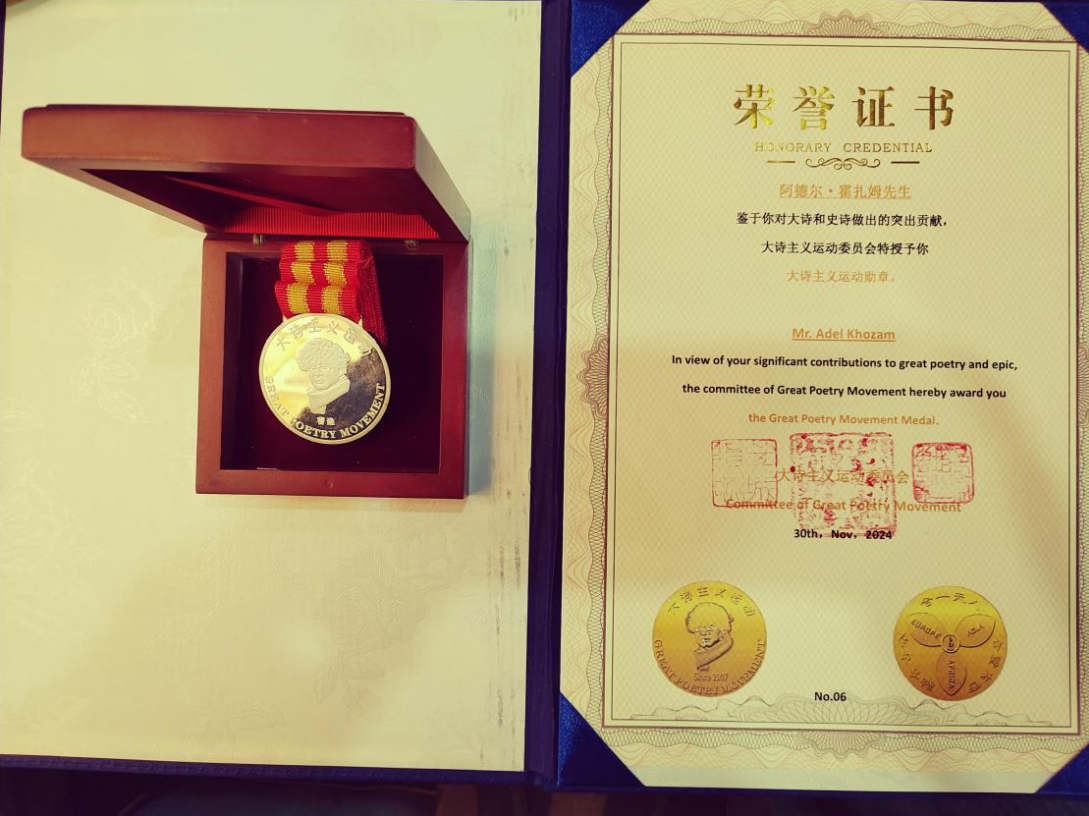 大诗主义运动
曹谁
GREAT POETRY MOVEMENT
荣誉证书
HONORARY CREDENTIAL
阿德尔·霍扎姆先生
鉴于你对大诗和史诗做出的突出贡献,
大诗主义运动委员会特授予你
大诗主义运动勋章。
Mr. Adel Khozam
In view of your significant contributions to great poetry and epic,
the committee of Great Poetry Movement hereby award you
the Great Poetry Movement Medal.
大诗主义运动委员会
Committee of Great Poetry Movement
30th, Nov, 2024
大诗主义运动
GREAT POETRY MOVEMENT
Since 2007
EUROPE
ASIA
AFRICA
No.06